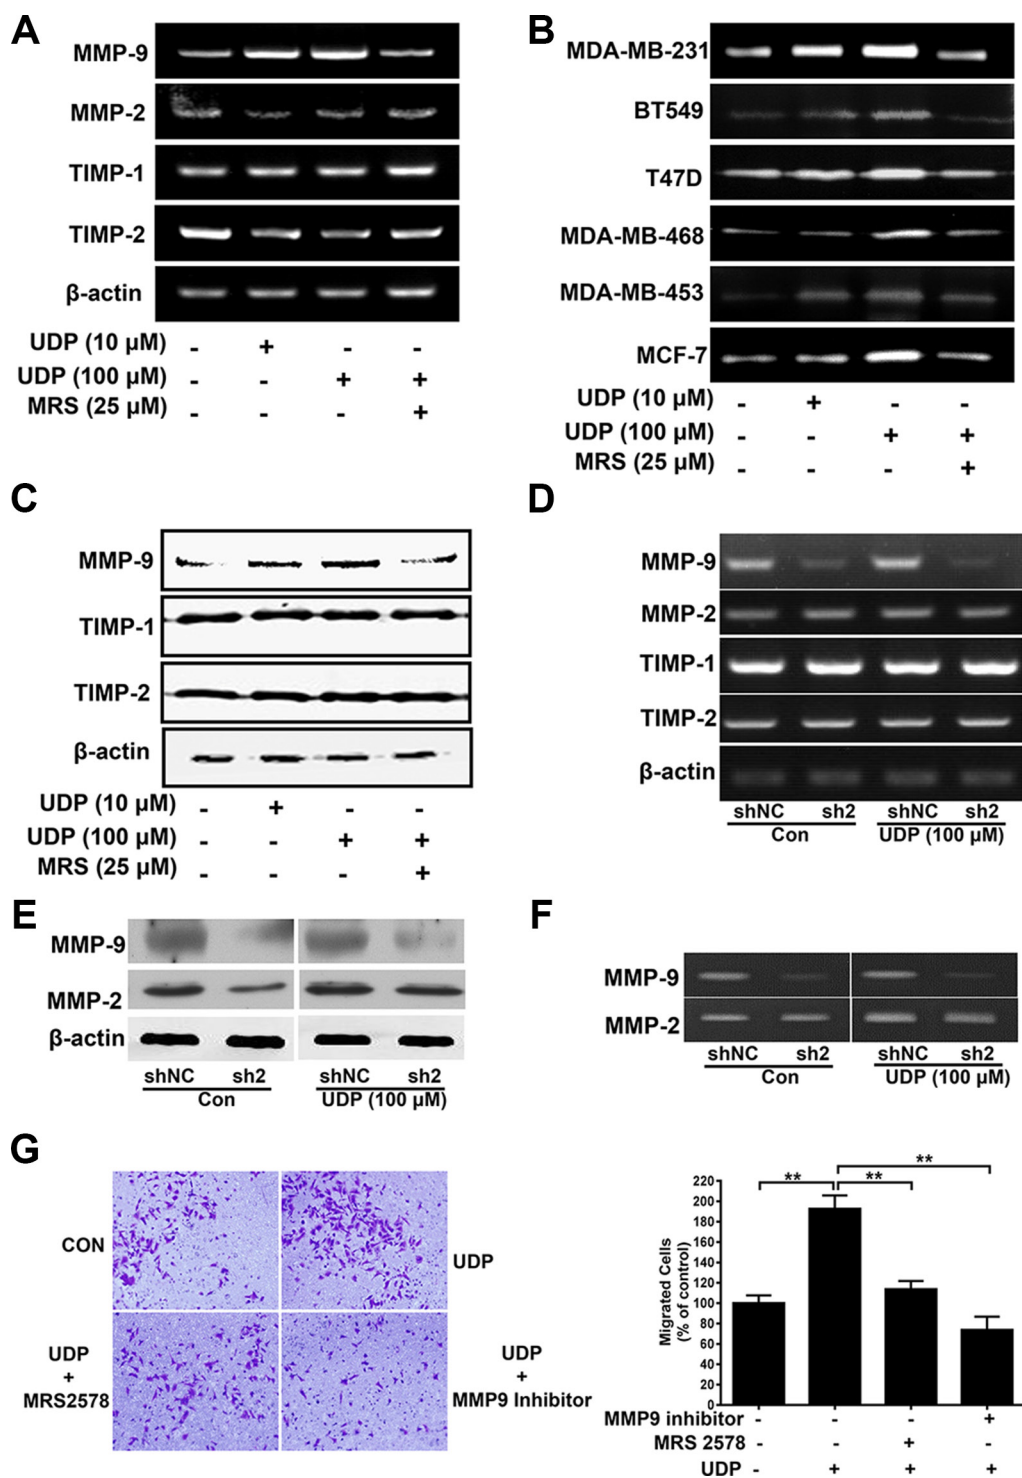 A
MMP-9
MMP-2
TIMP-1
TIMP-2
β-actin
UDP (10 µM) - + - -
UDP (100 µM) - - + +
MRS (25 µM) - - - +
B
MDA-MB-231
BT549
T47D
MDA-MB-468
MDA-MB-453
MCF-7
UDP (10 µM) - + - -
UDP (100 µM) - - + +
MRS (25 µM) - - - +
C
MMP-9
TIMP-1
TIMP-2
β-actin
UDP (10 µM) - + - -
UDP (100 µM) - - + +
MRS (25 µM) - - - +
D
MMP-9
MMP-2
TIMP-1
TIMP-2
β-actin
shNC sh2 shNC sh2
Con UDP (100 µM)
E
MMP-9
MMP-2
β-actin
shNC sh2 shNC sh2
Con UDP (100 µM)
F
MMP-9
MMP-2
shNC sh2 shNC sh2
Con UDP (100 µM)
G
CON
UDP
UDP
+
MRS2578
UDP
+
MMP9 Inhibitor
Migrated Cells
(% of control)
220
200
180
160
140
120
100
80
60
40
20
0
** ** **
MMP9 inhibitor - - - +
MRS 2578 - - + -
UDP - + + +